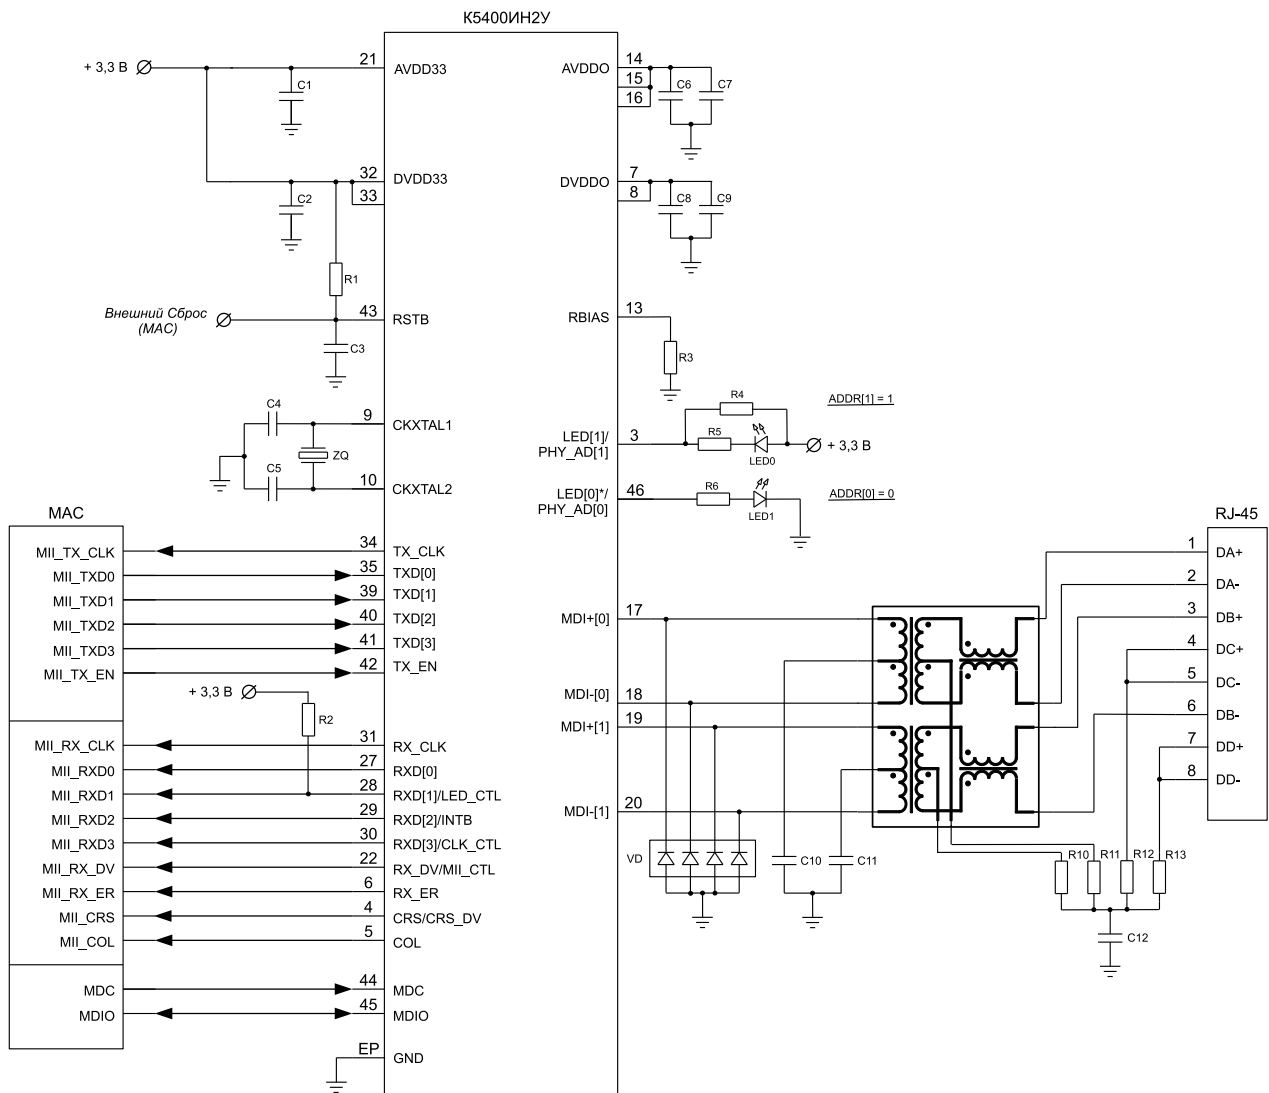 К5400ИН2У
+ 3,3 В
21
AVDD33
C1
32
DVDD33
33
C2
R1
Внешний Сброс
(MAC)
43
RSTB
C3
C4
9
CKXTAL1
ZQ
C5
10
CKXTAL2
AVDDO
14
15
16
C6
C7
DVDDO
7
8
C8
C9
RBIAS
13
R3
R4
ADDR[1] = 1
LED[1]/
PHY_AD[1]
3
R5
LED0
+ 3,3 В
LED[0]*/
PHY_AD[0]
46
R6
LED1
ADDR[0] = 0
MAC
MII_TX_CLK
34
TX_CLK
MII_TXD0
35
TXD[0]
MII_TXD1
39
TXD[1]
MII_TXD2
40
TXD[2]
MII_TXD3
41
TXD[3]
MII_TX_EN
42
TX_EN
+ 3,3 В
R2
MII_RX_CLK
31
RX_CLK
MII_RXD0
27
RXD[0]
MII_RXD1
28
RXD[1]/LED_CTL
MII_RXD2
29
RXD[2]/INTB
MII_RXD3
30
RXD[3]/CLK_CTL
MII_RX_DV
22
RX_DV/MII_CTL
MII_RX_ER
6
RX_ER
MII_CRS
4
CRS/CRS_DV
MII_COL
5
COL
MDC
44
MDC
MDIO
45
MDIO
EP
GND
MDI+[0]
17
MDI-[0]
18
MDI+[1]
19
MDI-[1]
20
VD
C10
C11
RJ-45
1
DA+
2
DA-
3
DB+
4
DC+
5
DC-
6
DB-
7
DD+
8
DD-
R10
R11
R12
R13
C12